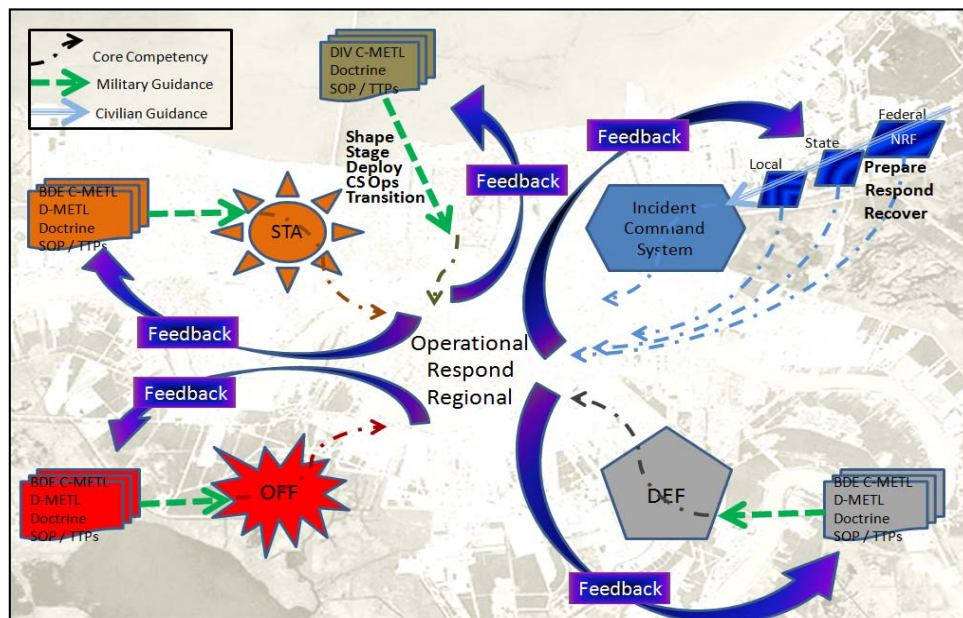 Core Competency
Military Guidance
Civilian Guidance
DIV C-METL
Doctrine
SOP / TTPs
Shape
Stage
Deploy
CS Ops
Transition
Feedback
Feedback
Federal
NRF
State
Local
Prepare
Respond
Recover
Incident
Command
System
BDE C-METL
D-METL
Doctrine
SOP / TTPs
STA
Feedback
Operational
Respond
Regional
Feedback
BDE C-METL
D-METL
Doctrine
SOP / TTPs
OFF
DEF
BDE C-METL
D-METL
Doctrine
SOP / TTPs
Feedback